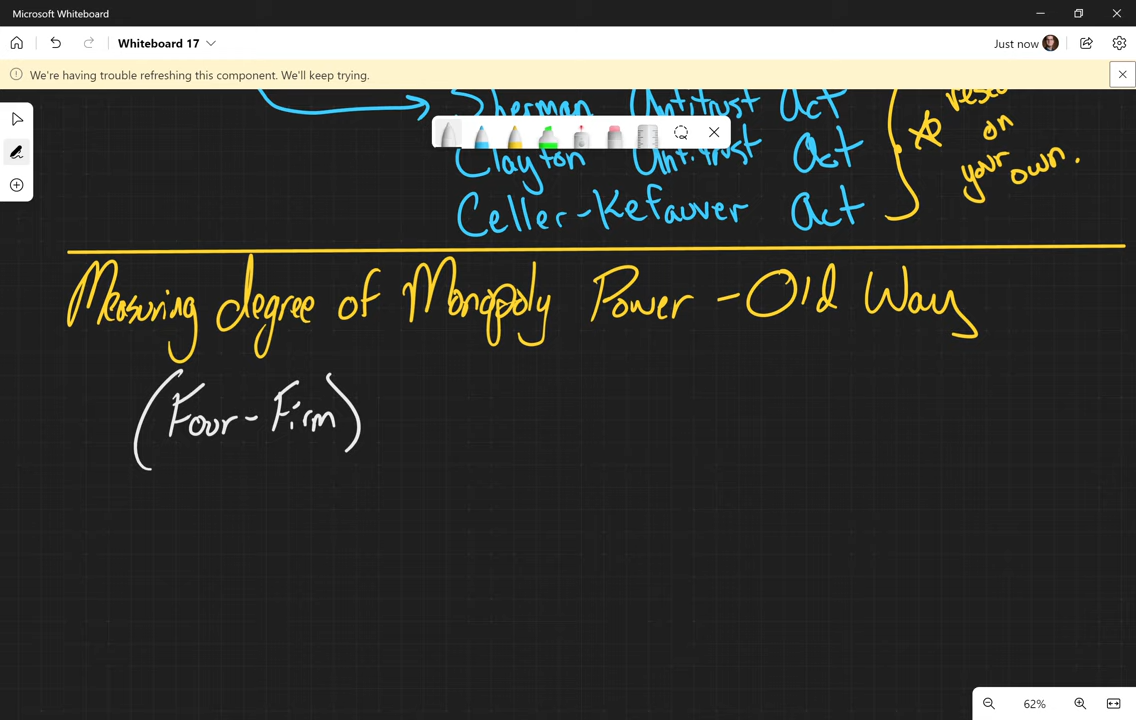 Microsoft Whiteboard
Whiteboard 17
Just now
We're having trouble refreshing this component. We'll keep trying.
Sherman Antitrust Act
Clayton Antitrust Act
Celler-Kefauver Act
on
your
own.
Measuring degree of Monopoly Power - Old Way
(Four-Firm)
62%